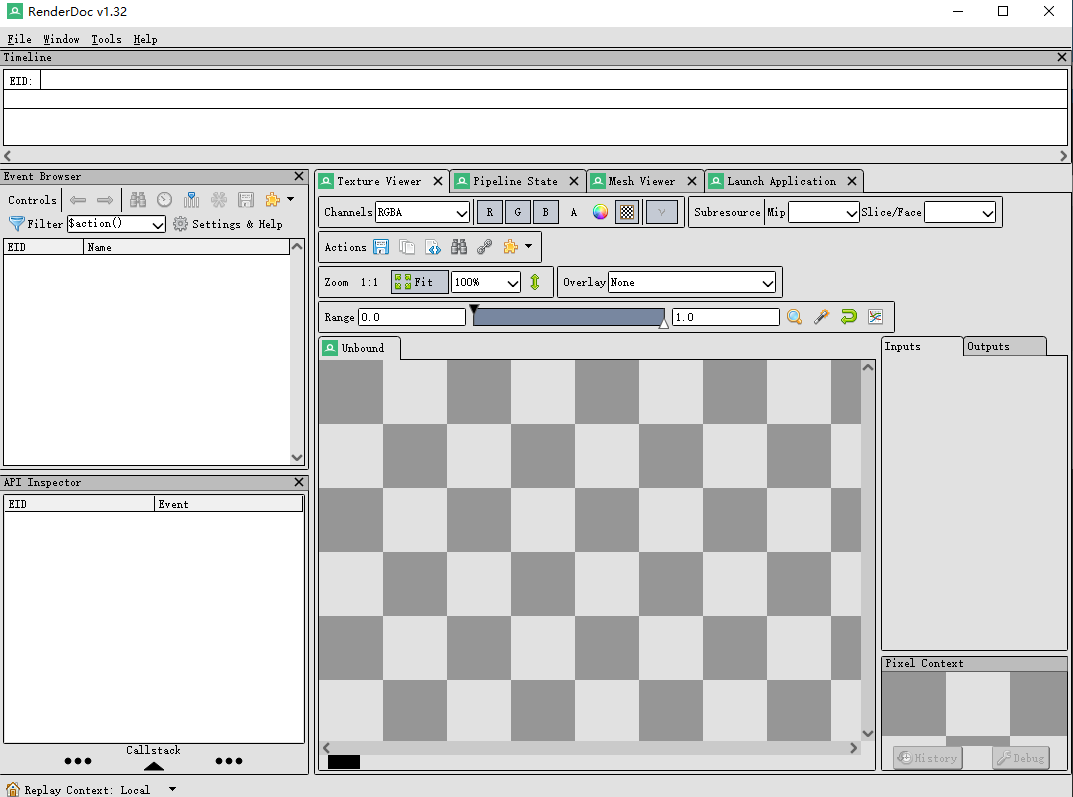 RenderDoc v1.32
File Window Tools Help
Timeline
EID:
Event Browser
Controls
Filter $action() Settings & Help
EID Name
API Inspector
EID Event
Callstack
Texture Viewer Pipeline State Mesh Viewer Launch Application
Channels RGBA R G B A γ Subresource Mip Slice/Face
Actions
Zoom 1:1 Fit 100% Overlay None
Range 0.0 1.0
Unbound
Inputs Outputs
Pixel Context
History Debug
Replay Context: Local